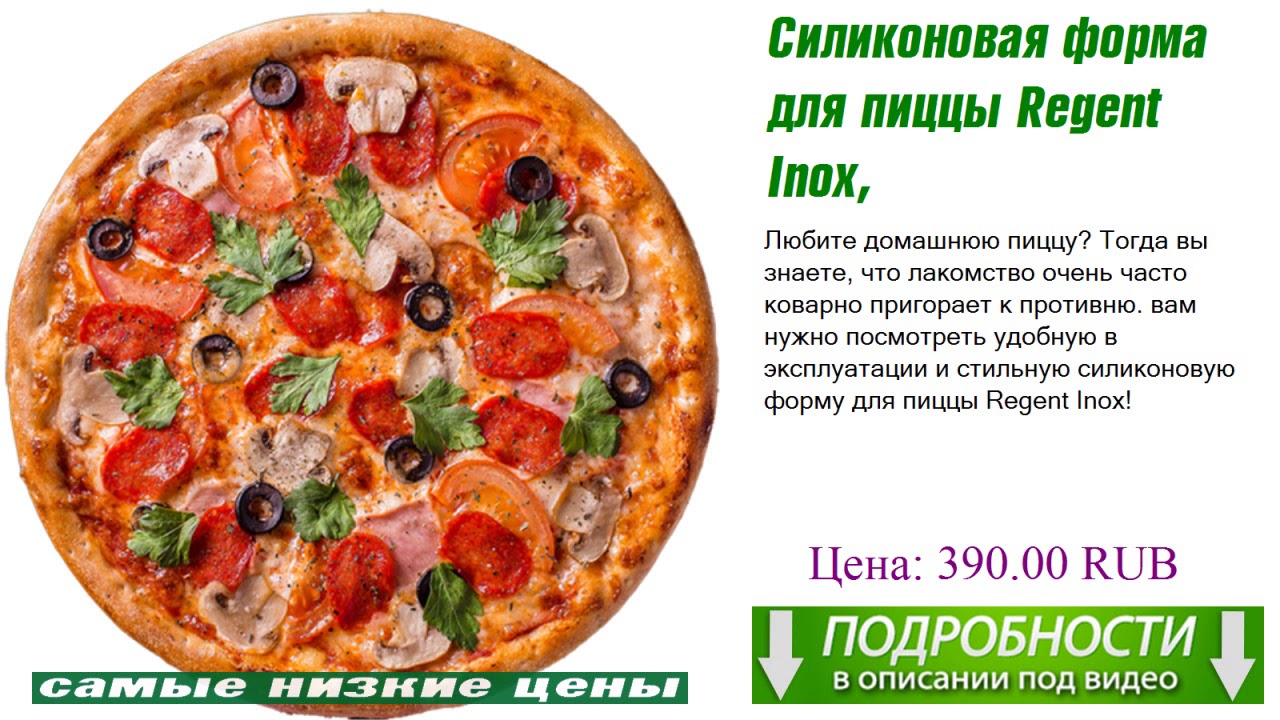 Силиконовая форма
для пиццы Regent
Inox,
Любите домашнюю пиццу? Тогда вы
знаете, что лакомство очень часто
коварно пригорает к противню. вам
нужно посмотреть удобную в
эксплуатации и стильную силиконовую
форму для пиццы Regent Inox!
Цена: 390.00 RUB
ПОДРОБНОСТИ
в описании под видео
самые низкие цены